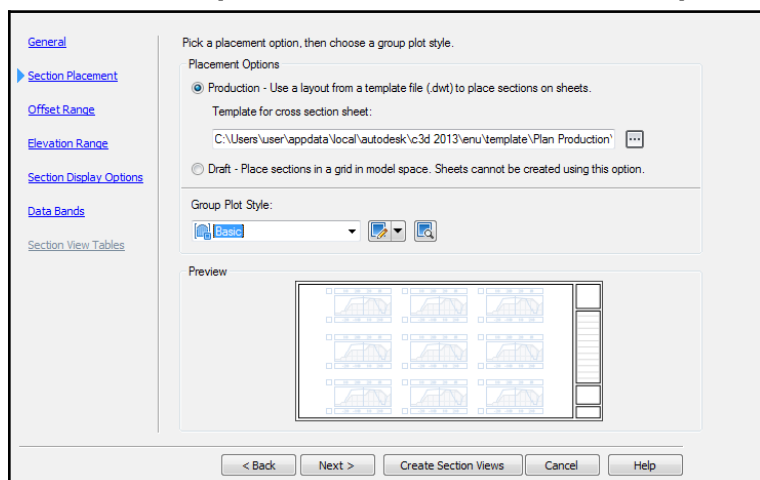 General
Section Placement
Offset Range
Elevation Range
Section Display Options
Data Bands
Section View Tables
Pick a placement option, then choose a group plot style.
Placement Options
Production - Use a layout from a template file (.dwt) to place sections on sheets.
Template for cross section sheet:
C:\Users\user\appdata\local\autodesk\c3d 2013\enu\template\Plan Production\
...
Draft - Place sections in a grid in model space. Sheets cannot be created using this option.
Group Plot Style:
Basic
Preview
< Back Next > Create Section Views Cancel Help